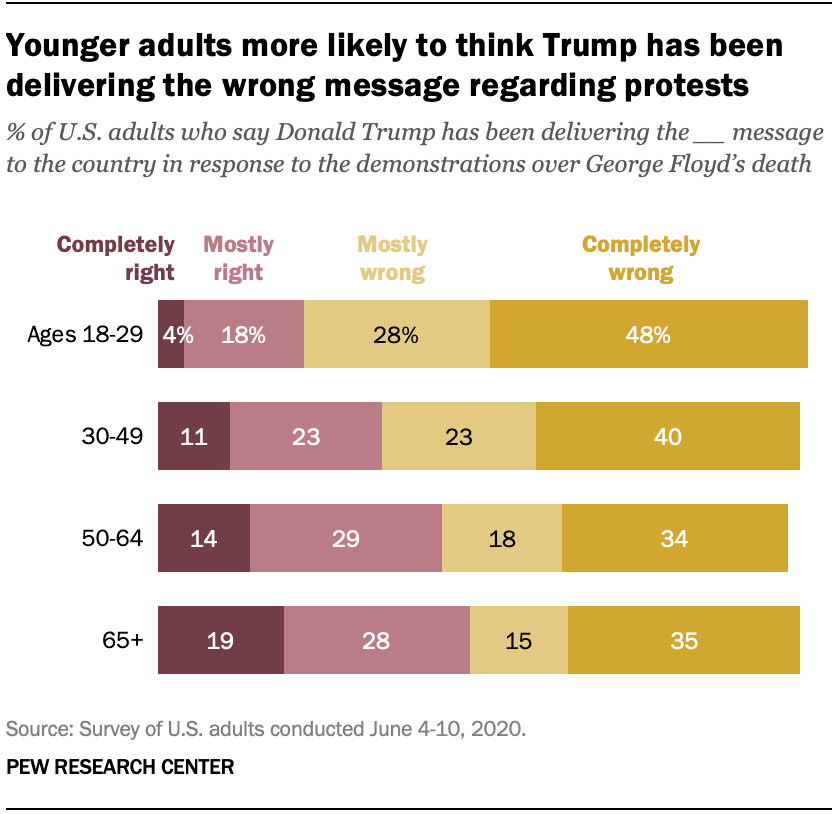 Younger adults more likely to think Trump has been
delivering the wrong message regarding protests
% of U.S. adults who say Donald Trump has been delivering the __ message
to the country in response to the demonstrations over George Floyd’s death
Completely right
Mostly right
Mostly wrong
Completely wrong
Ages 18-29 4% 18% 28% 48%
30-49 11 23 23 40
50-64 14 29 18 34
65+ 19 28 15 35
Source: Survey of U.S. adults conducted June 4-10, 2020.
PEW RESEARCH CENTER